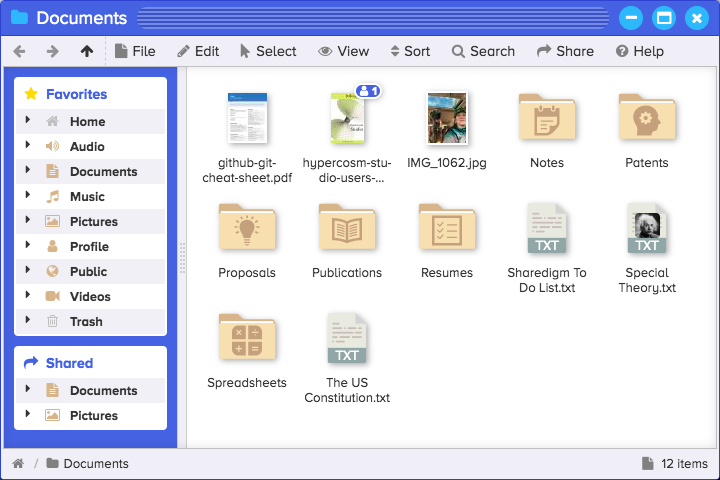 Documents
File Edit Select View Sort Search Share Help
Favorites
Home
Audio
Documents
Music
Pictures
Profile
Public
Videos
Trash
Shared
Documents
Pictures
github-git-
cheat-sheet.pdf
1
hypercosm-stu-
dio-users-...
IMG_1062.jpg
Notes
Patents
Proposals
Publications
Resumes
TXT
Sharedigm To
Do List.txt
TXT
Special
Theory.txt
Spreadsheets
TXT
The US
Constitution.txt
/ Documents
12 items